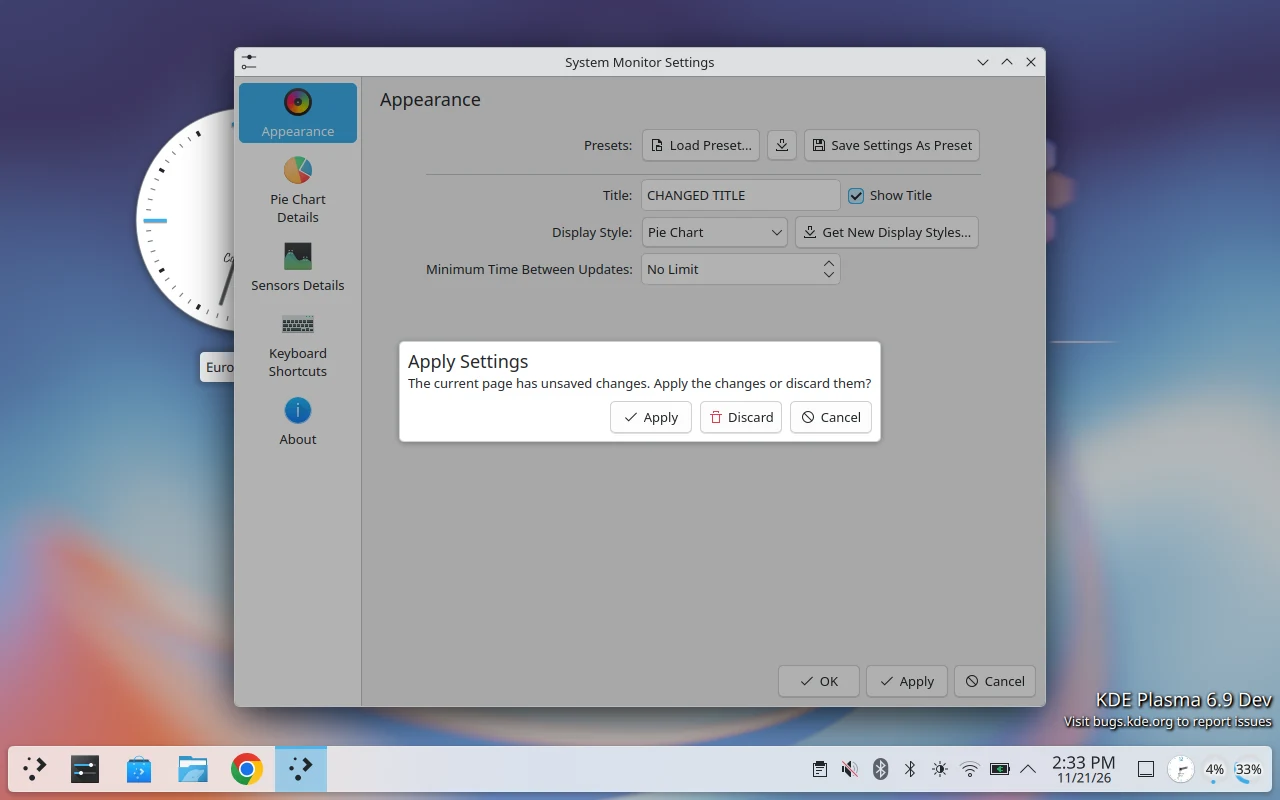 System Monitor Settings
Appearance
Pie Chart
Details
Sensors Details
Keyboard
Shortcuts
About
Appearance
Presets:
Load Preset...
Save Settings As Preset
Title:
CHANGED TITLE
Show Title
Display Style:
Pie Chart
Get New Display Styles...
Minimum Time Between Updates:
No Limit
Apply Settings
The current page has unsaved changes. Apply the changes or discard them?
Apply
Discard
Cancel
OK
Apply
Cancel
KDE Plasma 6.9 Dev
Visit bugs.kde.org to report issues
2:33 PM
11/21/26
4%
33%